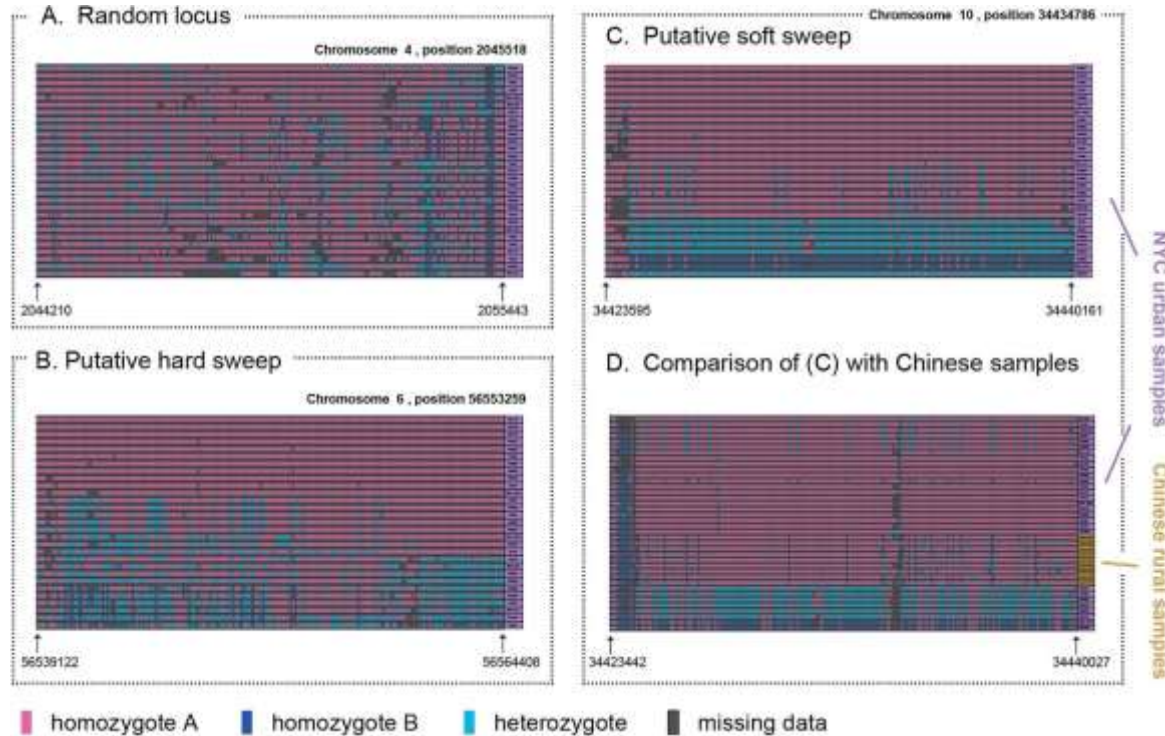 A. Random locus
Chromosome 4 , position 2045518
2044210
2055443
B. Putative hard sweep
Chromosome 6 , position 56553259
56539122
56564408
Chromosome 10 , position 34434786
C. Putative soft sweep
34423595
34440161
D. Comparison of (C) with Chinese samples
34423442
34440027
NYC urban samples
Chinese rural samples
homozygote A
homozygote B
heterozygote
missing data